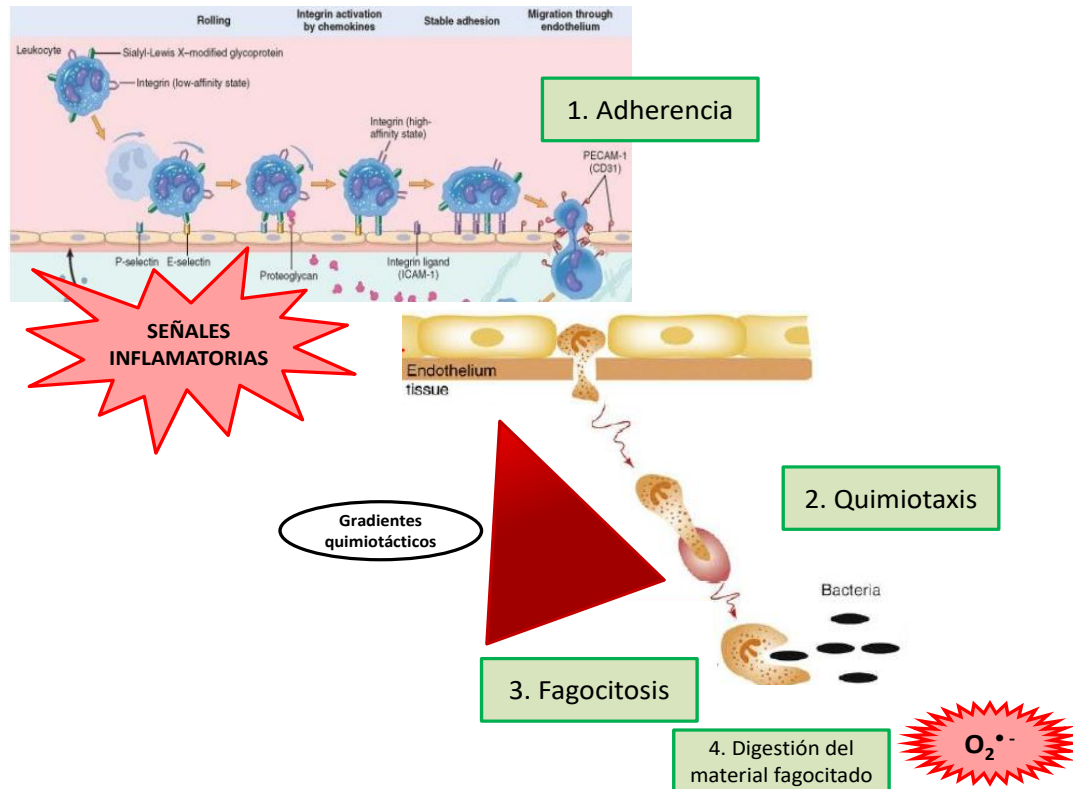 Rolling
Integrin activation
by chemokines
Stable adhesion
Migration through
endothelium
Leukocyte
Sialyl-Lewis X–modified glycoprotein
Integrin (low-affinity state)
1. Adherencia
Integrin (high-
affinity state)
PECAM-1
(CD31)
P-selectin
E-selectin
Proteoglycan
Integrin ligand
(ICAM-1)
SEÑALES
INFLAMATORIAS
Endothelium
tissue
Gradientes
quimiotácticos
2. Quimiotaxis
Bacteria
3. Fagocitosis
4. Digestión del
material fagocitado
O₂•-